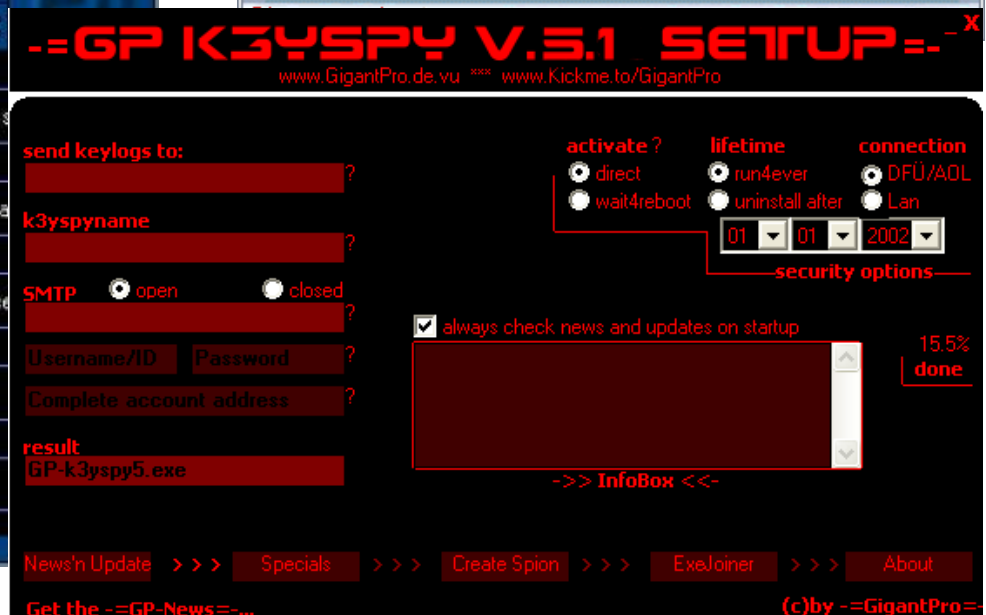 -=GP K3YSPY V.5.1 SETUP=-
_ X
www.GigantPro.de.vu *** www.Kickme.to/GigantPro
send keylogs to:
?
k3yspyname
?
SMTP open closed
?
Username/ID Password ?
Complete account address ?
result
GP-k3yspy5.exe
activate ? lifetime connection
direct run4ever DFÜ/AOL
wait4reboot uninstall after Lan
01 01 2002
security options
always check news and updates on startup
15.5%
done
->> InfoBox <<-
News'n Update >>> Specials >>> Create Spion >>> ExeJoiner >>> About
Get the -=GP-News=-...
(c)by -=GigantPro=-